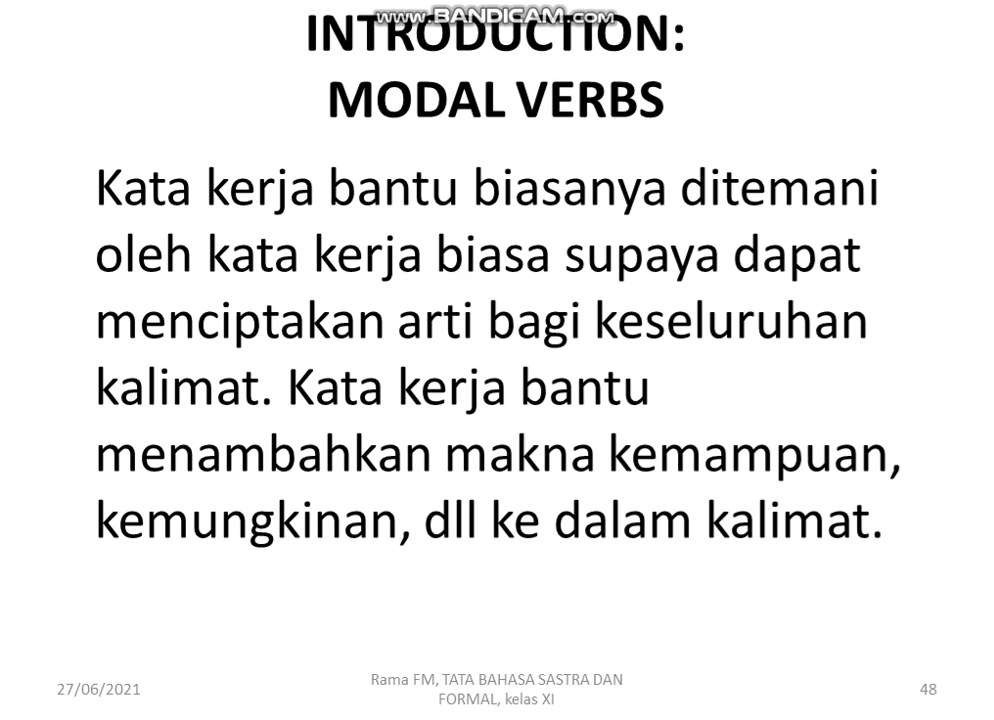 www.BANDICAM.com
INTRODUCTION:
MODAL VERBS
Kata kerja bantu biasanya ditemani
oleh kata kerja biasa supaya dapat
menciptakan arti bagi keseluruhan
kalimat. Kata kerja bantu
menambahkan makna kemampuan,
kemungkinan, dll ke dalam kalimat.
27/06/2021
Rama FM, TATA BAHASA SASTRA DAN
FORMAL, kelas XI
48